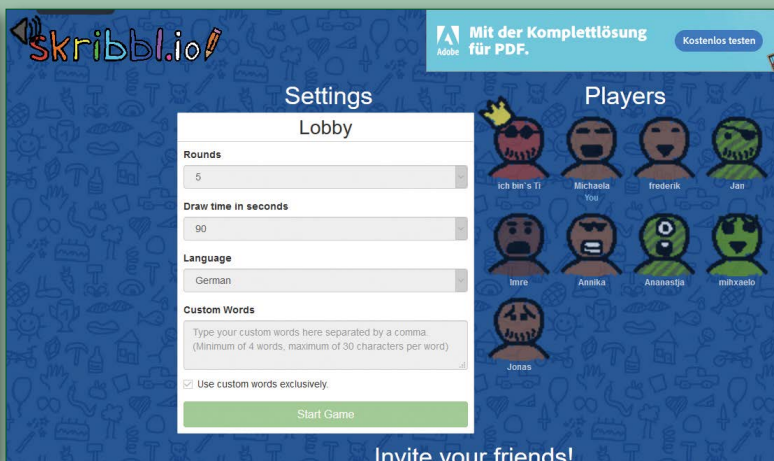 skribbl.io
Adobe
Mit der Komplettlösung
für PDF.
Kostenlos testen
Settings
Lobby
Rounds
5
Draw time in seconds
90
Language
German
Custom Words
Type your custom words here separated by a comma.
(Minimum of 4 words, maximum of 30 characters per word)
Use custom words exclusively.
Start Game
Players
ich bin´s Ti
Michaela
You
frederik
Jan
Imre
Annika
Ananastja
mihxaelo
Jonas
Invite your friends!